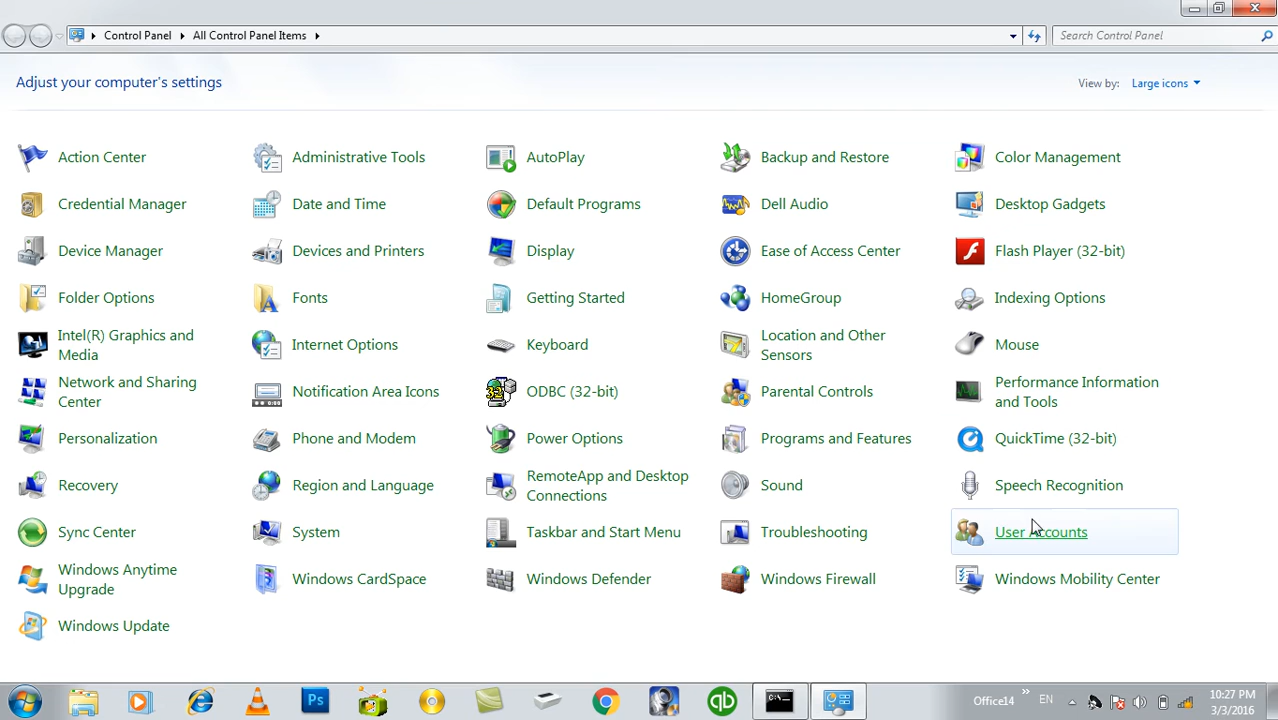 Control Panel
All Control Panel Items
Search Control Panel
Adjust your computer's settings
View by:
Large icons
Action Center
Administrative Tools
AutoPlay
Backup and Restore
Color Management
Credential Manager
Date and Time
Default Programs
Dell Audio
Desktop Gadgets
Device Manager
Devices and Printers
Display
Ease of Access Center
Flash Player (32-bit)
Folder Options
Fonts
Getting Started
HomeGroup
Indexing Options
Intel(R) Graphics and
Media
Internet Options
Keyboard
Location and Other
Sensors
Mouse
Network and Sharing
Center
Notification Area Icons
ODBC (32-bit)
Parental Controls
Performance Information
and Tools
Personalization
Phone and Modem
Power Options
Programs and Features
QuickTime (32-bit)
Recovery
Region and Language
RemoteApp and Desktop
Connections
Sound
Speech Recognition
Sync Center
System
Taskbar and Start Menu
Troubleshooting
User Accounts
Windows Anytime
Upgrade
Windows CardSpace
Windows Defender
Windows Firewall
Windows Mobility Center
Windows Update
Ps
qb
Office14
EN
10:27 PM
3/3/2016